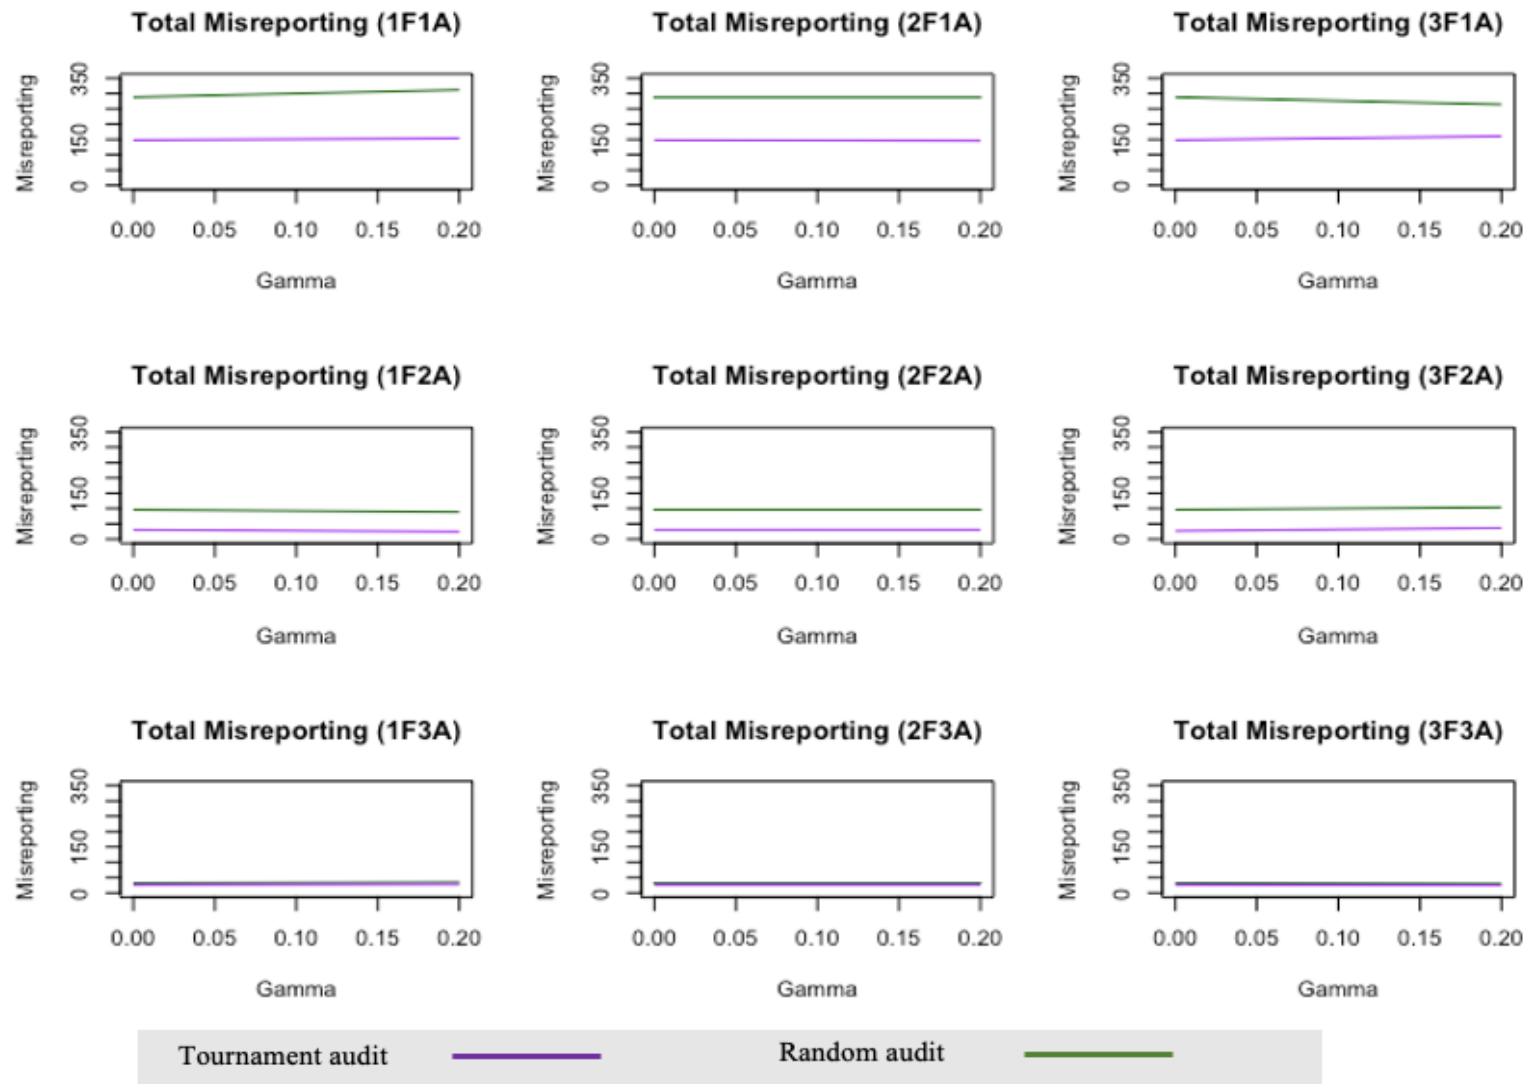 Total Misreporting (1F1A)
Misreporting
0 150 350
0.00 0.05 0.10 0.15 0.20
Gamma
Total Misreporting (2F1A)
Misreporting
0 150 350
0.00 0.05 0.10 0.15 0.20
Gamma
Total Misreporting (3F1A)
Misreporting
0 150 350
0.00 0.05 0.10 0.15 0.20
Gamma
Total Misreporting (1F2A)
Misreporting
0 150 350
0.00 0.05 0.10 0.15 0.20
Gamma
Total Misreporting (2F2A)
Misreporting
0 150 350
0.00 0.05 0.10 0.15 0.20
Gamma
Total Misreporting (3F2A)
Misreporting
0 150 350
0.00 0.05 0.10 0.15 0.20
Gamma
Total Misreporting (1F3A)
Misreporting
0 150 350
0.00 0.05 0.10 0.15 0.20
Gamma
Total Misreporting (2F3A)
Misreporting
0 150 350
0.00 0.05 0.10 0.15 0.20
Gamma
Total Misreporting (3F3A)
Misreporting
0 150 350
0.00 0.05 0.10 0.15 0.20
Gamma
Tournament audit
Random audit